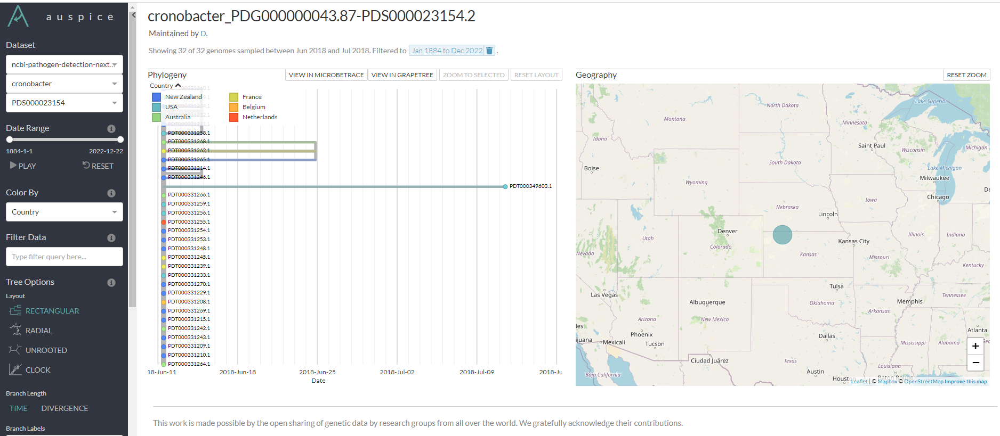 auspice
Dataset
ncbi-pathogen-detection-next...
cronobacter
PDS000023154
Date Range
1884-1-1
2022-12-22
PLAY
RESET
Color By
Country
Filter Data
Type filter query here...
Tree Options
Layout
RECTANGULAR
RADIAL
UNROOTED
CLOCK
Branch Length
TIME
DIVERGENCE
Branch Labels
cronobacter_PDG000000043.87-PDS000023154.2
Maintained by D.
Showing 32 of 32 genomes sampled between Jun 2018 and Jul 2018. Filtered to Jan 1884 to Dec 2022 .
Phylogeny
VIEW IN MICROBETRACE
VIEW IN GRAPETREE
ZOOM TO SELECTED
RESET LAYOUT
Country
New Zealand
USA
Australia
France
Belgium
Netherlands
PDT000331258.1
PDT000331268.1
PDT000331262.1
PDT000331265.1
PDT000331214.1
PDT000331246.1
PDT000349603.1
PDT000331266.1
PDT000331259.1
PDT000331256.1
PDT000331255.1
PDT000331254.1
PDT000331253.1
PDT000331248.1
PDT000331245.1
PDT000331239.1
PDT000331233.1
PDT000331270.1
PDT000331229.1
PDT000331208.1
PDT000331269.1
PDT000331215.1
PDT000331242.1
PDT000331243.1
PDT000331209.1
PDT000331210.1
PDT000331264.1
18-Jun-11
2018-Jun-18
2018-Jun-25
2018-Jul-02
2018-Jul-09
2018-Ju
Date
Geography
RESET ZOOM
Lake Superior
North Dakota
Montana
Minnesota
Idaho
Saint Paul
Wisconsin
Michigan
South Dakota
Boise
Lake Michigan
Milwaukee
Wyoming
De
Chicago
Iowa
Nebraska
Lincoln
Denver
Utah
Illinois
Indiana
Kansas City
Colorado
Nevada
Kansas
Missouri
Kentucky
Tulsa
Las Vegas
Tennessee
Albuquerque
Oklahoma
Memphis
Arkansas
Arizona
New Mexico
les
Atlanta
Phoenix
Dallas
ijuana
Mexicali
Tucson
Mississippi
Alabama
Ciudad Juárez
Texas
Louisiana
Austin
Baja California
Houston
Baton Rouge
+
−
Leaflet | © Mapbox © OpenStreetMap Improve this map
This work is made possible by the open sharing of genetic data by research groups from all over the world. We gratefully acknowledge their contributions.